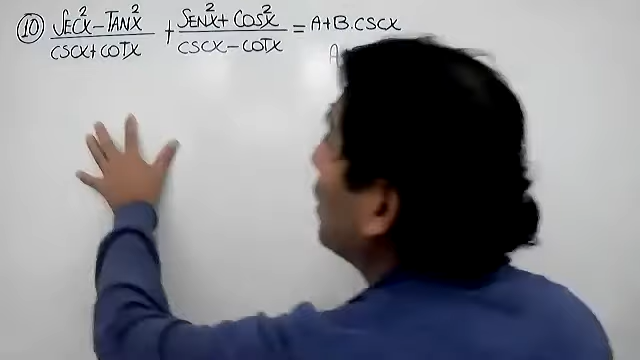 ⑩ SEC²X - TAN²X / CSCX + COTX + SEN²X + COS²X / CSCX - COTX = A + B.CSCX
A